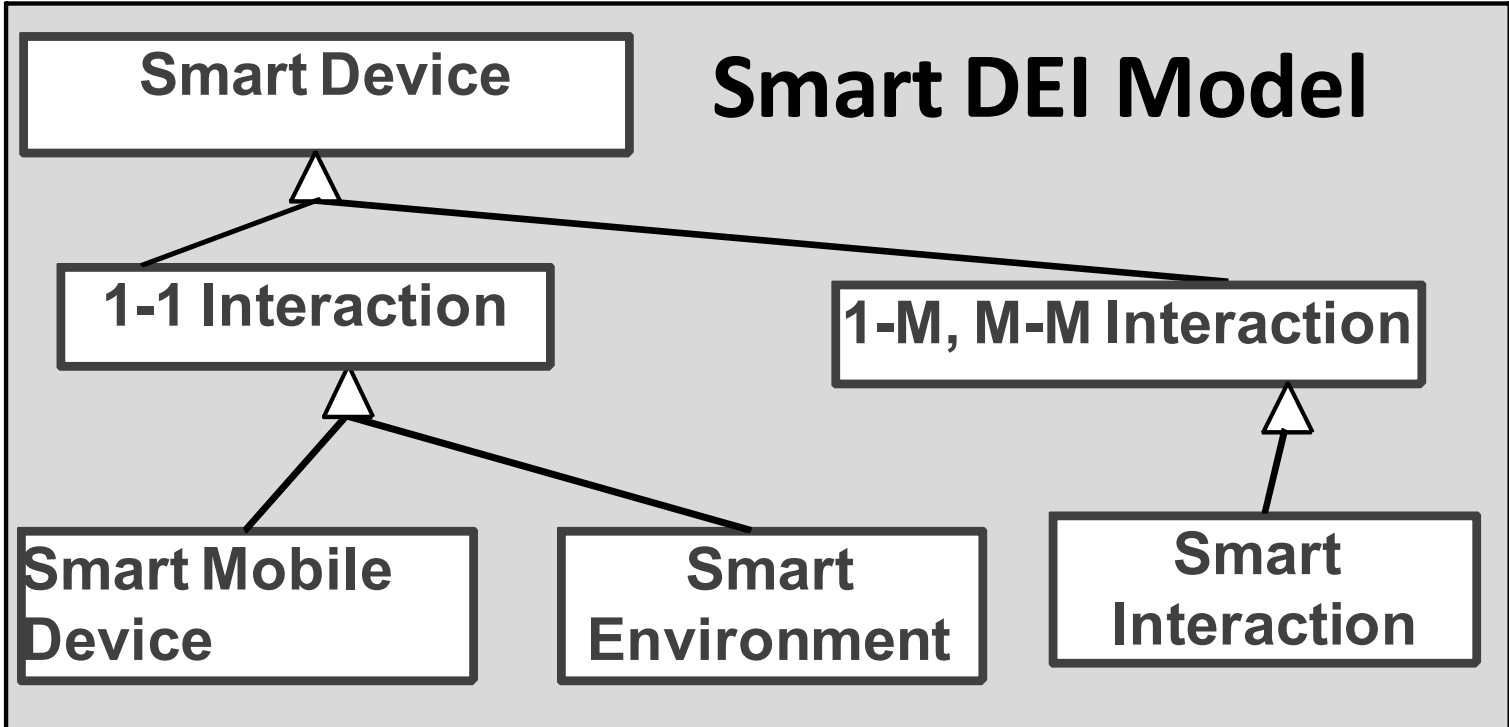 Smart Device
Smart DEI Model
1-1 Interaction
1-M, M-M Interaction
Smart Mobile
Device
Smart
Environment
Smart
Interaction